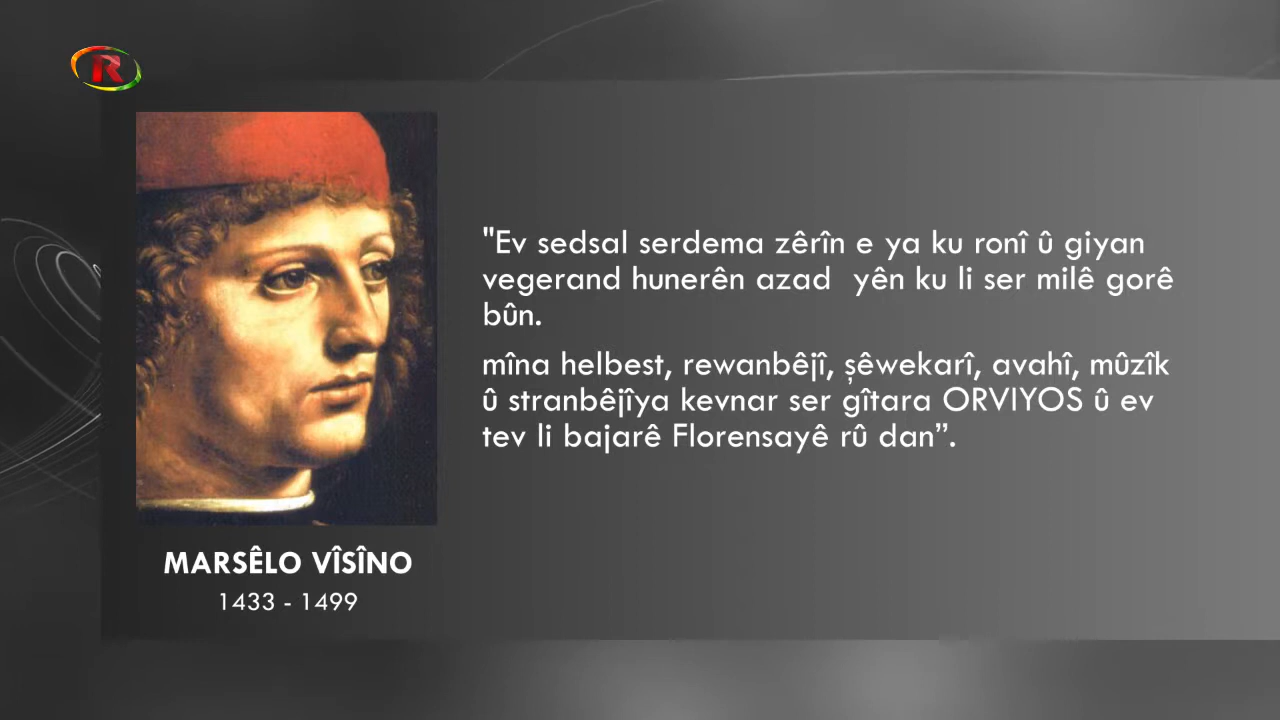 R
"Ev sedsal serdema zêrîn e ya ku ronî û giyan
vegerand hunerên azad  yên ku li ser milê gorê
bûn.
mîna helbest, rewanbêjî, şêwekarî, avahî, mûzîk
û stranbêjîya kevnar ser gîtara ORVIYOS û ev
tev li bajarê Florensayê rû dan”.
MARSÊLO VÎSÎNO
1433 - 1499